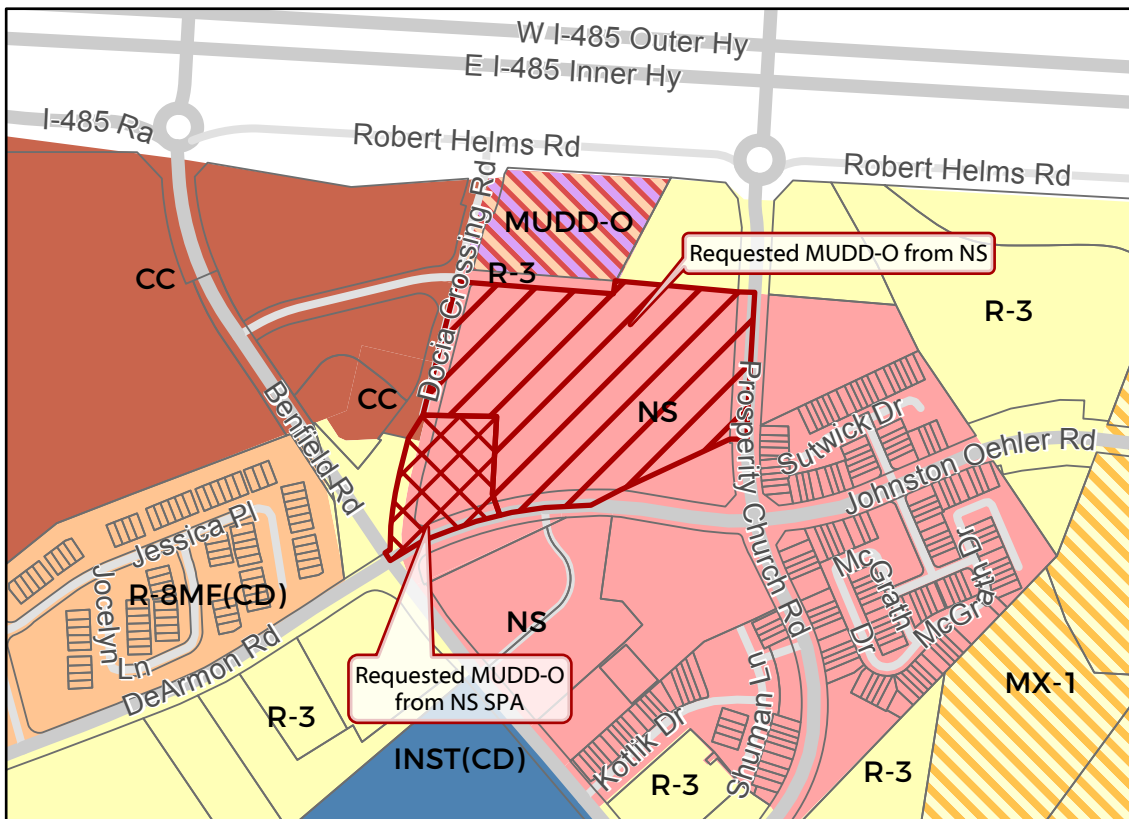 W I-485 Outer Hy
E I-485 Inner Hy
I-485 Ra
Robert Helms Rd
Robert Helms Rd
MUDD-O
Requested MUDD-O from NS
CC
R-3
R-3
Docia Crossing Rd
CC
NS
Benfield Rd
Prosperity Church Rd
Sutwick Dr
Johnston Oehler Rd
Jessica Pl
Jocelyn
Ln
R-8MF(CD)
DeArmon Rd
NS
McGrath
Dr
McGrath Dr
Requested MUDD-O
from NS SPA
MX-1
R-3
INST(CD)
Kotlik Dr
Shuman Ln
R-3
R-3